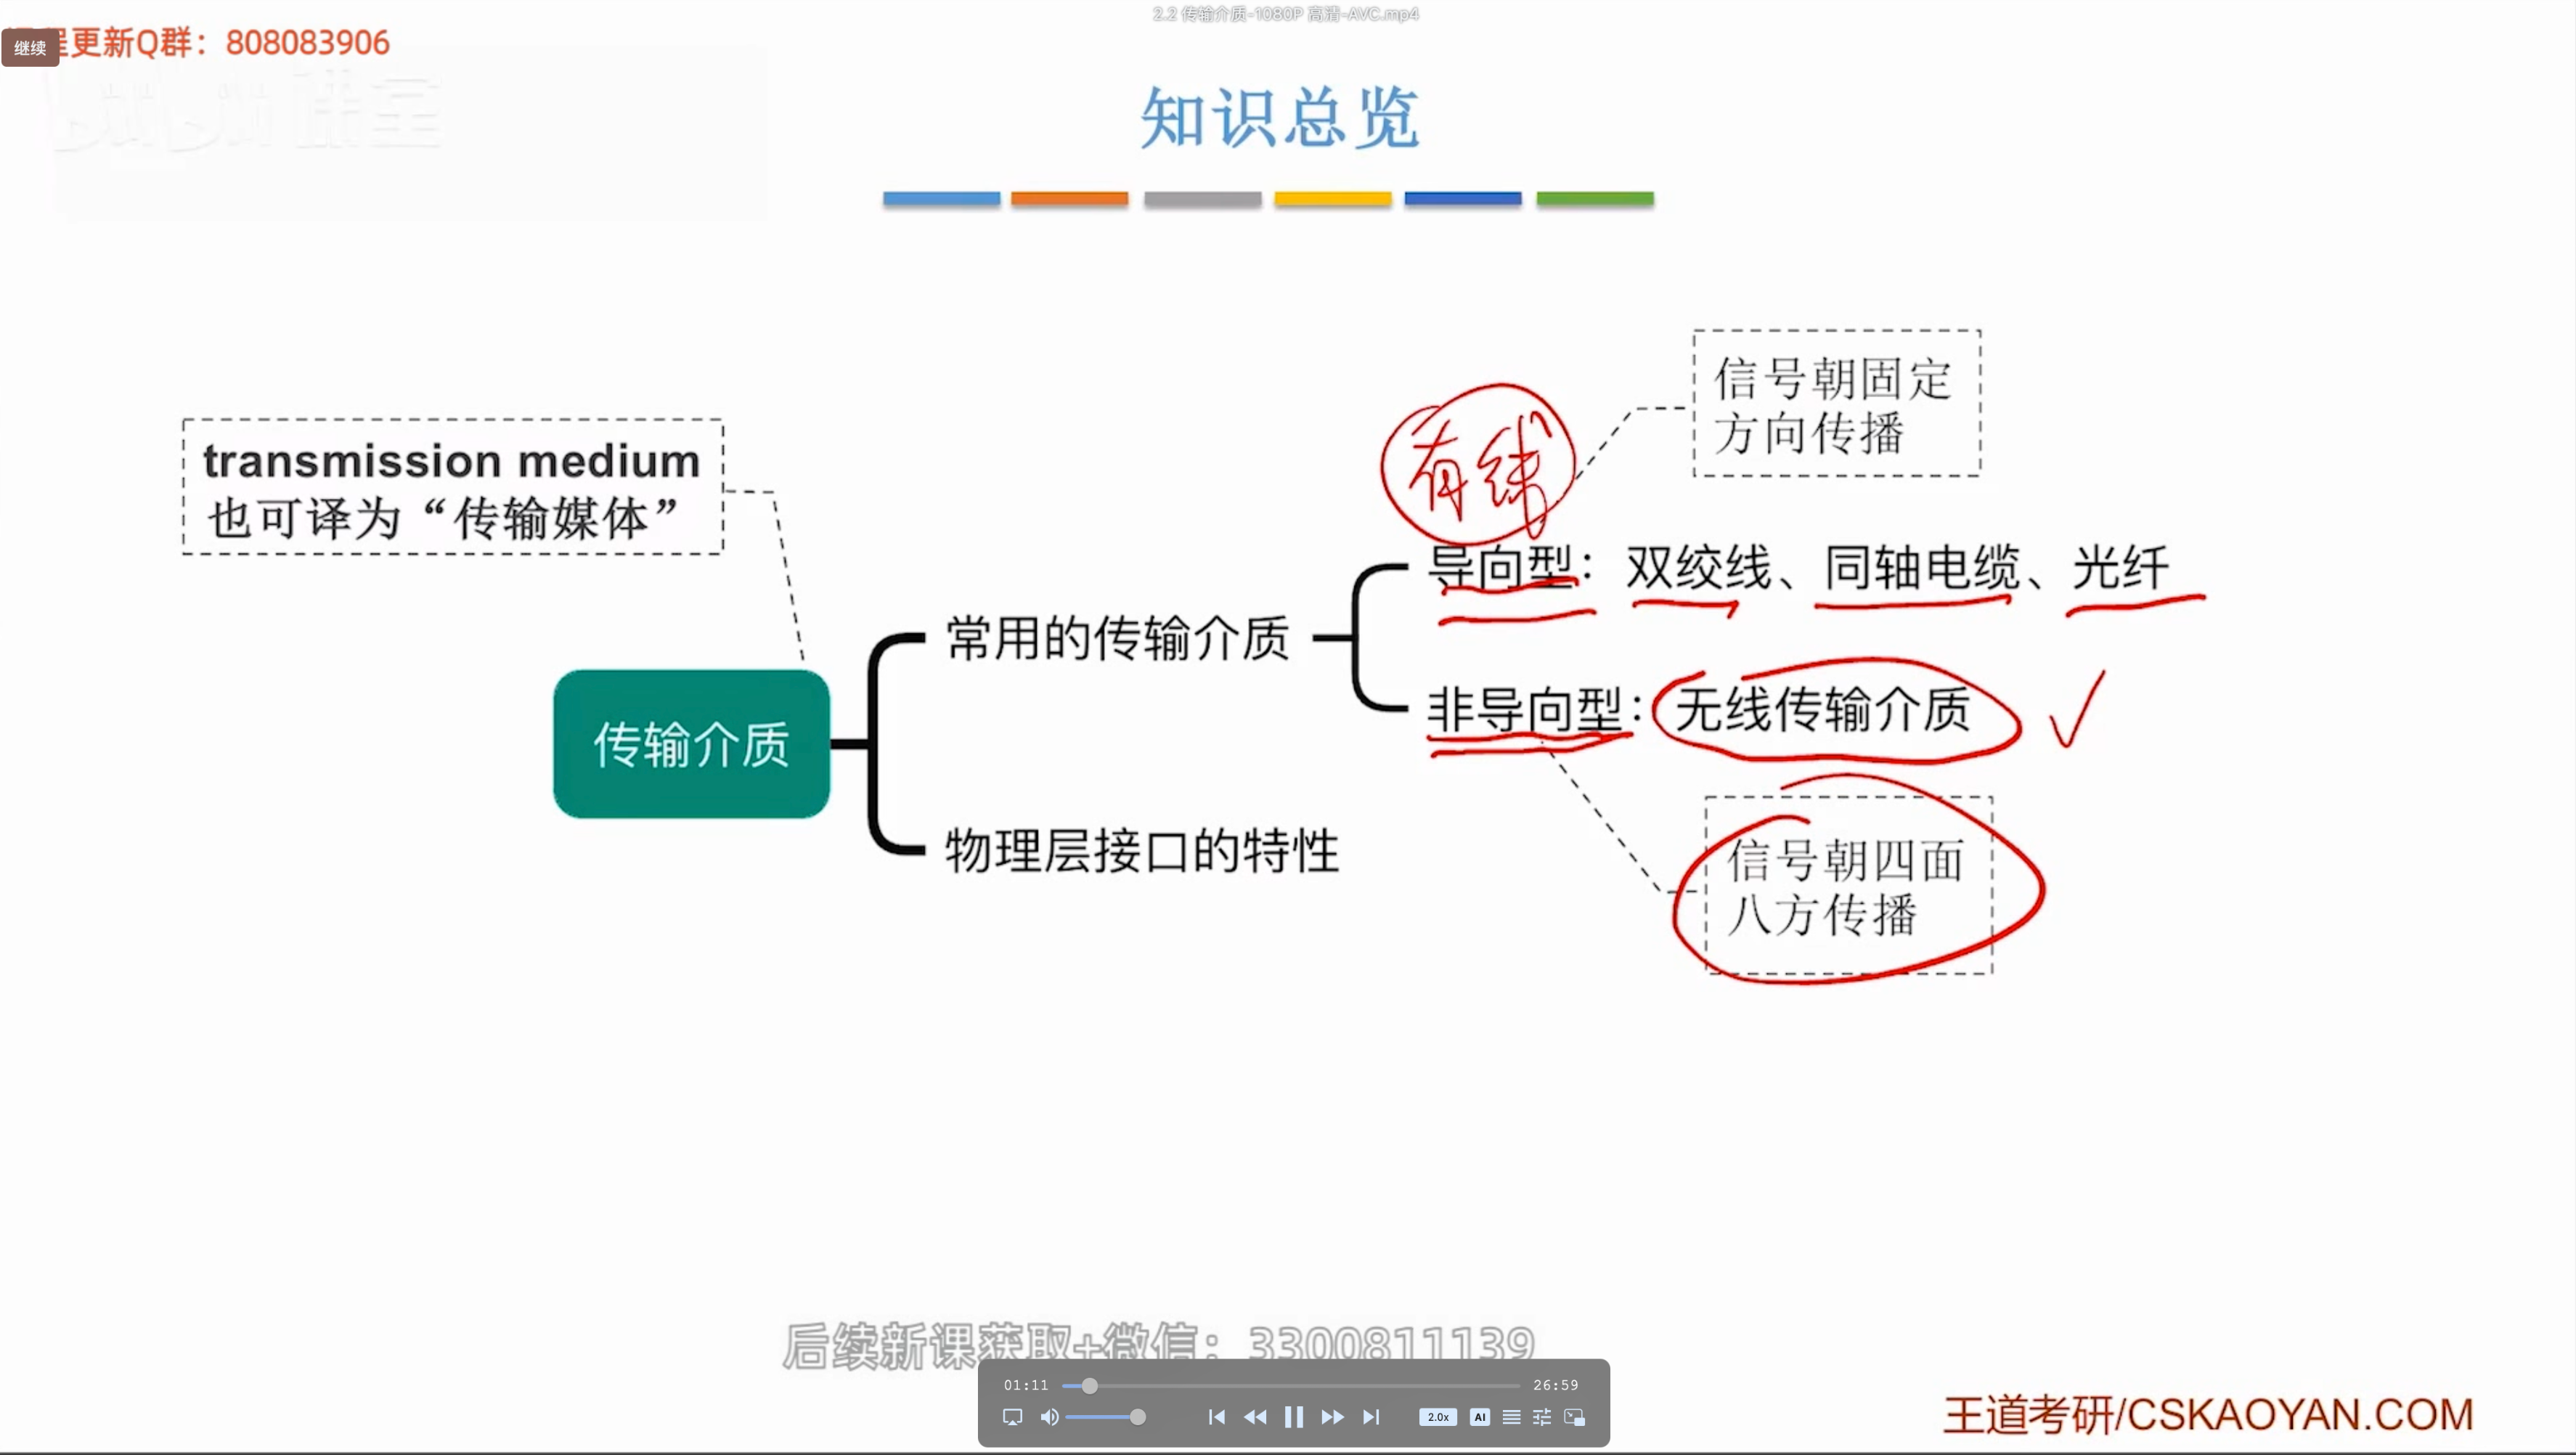 2.2 传输介质-1080P 高清-AVC.mp4
继续
程更新Q群：808083906
知识总览
信号朝固定
方向传播
有线
transmission medium
也可译为“传输媒体”
导向型：双绞线、同轴电缆、光纤
常用的传输介质
非导向型：无线传输介质
传输介质
物理层接口的特性
信号朝四面
八方传播
后续新课获取+微信：3300811139
01:11
26:59
2.0x
AI
王道考研/CSKAOYAN.COM